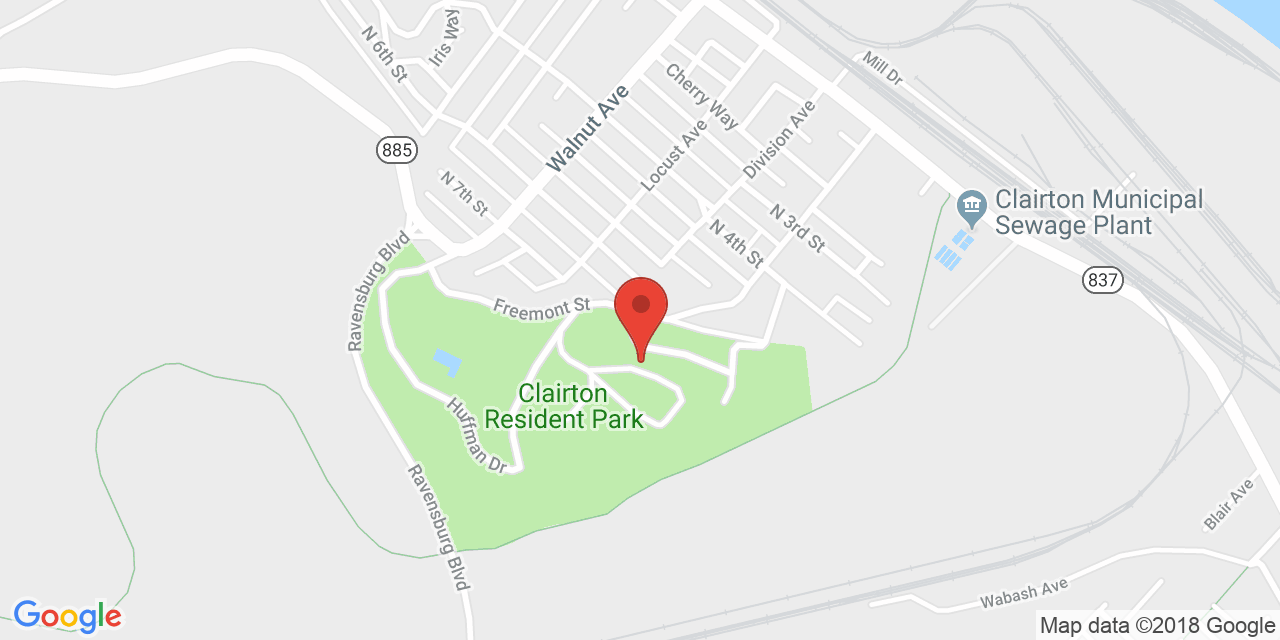 N 6th St
Iris Way
Walnut Ave
Cherry Way
Mill Dr
885
Locust Ave
Division Ave
N 7th St
N 3rd St
N 4th St
Clairton Municipal
Sewage Plant
837
Ravensburg Blvd
Freemont St
Clairton
Resident Park
Huffman Dr
Ravensburg Blvd
Blair Ave
Wabash Ave
Google
Map data ©2018 Google